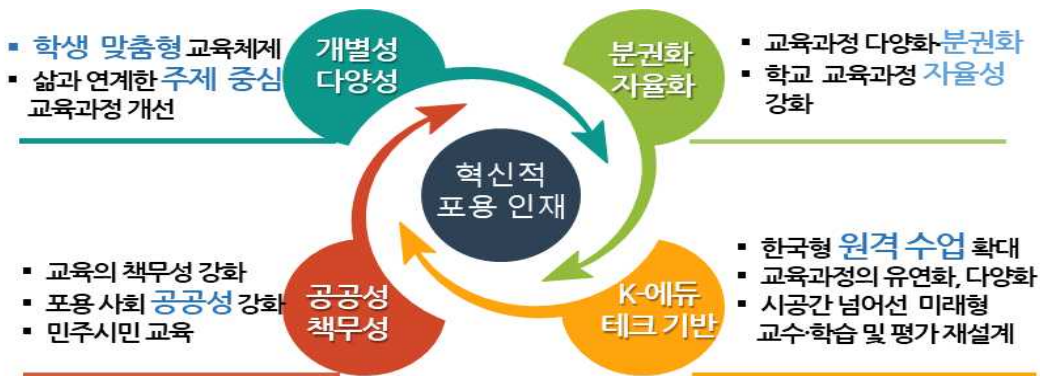 ▪ 학생 맞춤형 교육체제
▪ 삶과 연계한 주제 중심
교육과정 개선
개별성
다양성
분권화
자율화
▪ 교육과정 다양화·분권화
▪ 학교 교육과정 자율성
강화
혁신적
포용 인재
▪ 교육의 책무성 강화
▪ 포용 사회 공공성 강화
▪ 민주시민 교육
공공성
책무성
K-에듀
테크 기반
▪ 한국형 원격 수업 확대
▪ 교육과정의 유연화, 다양화
▪ 시공간 넘어선 미래형
교수·학습 및 평가 재설계